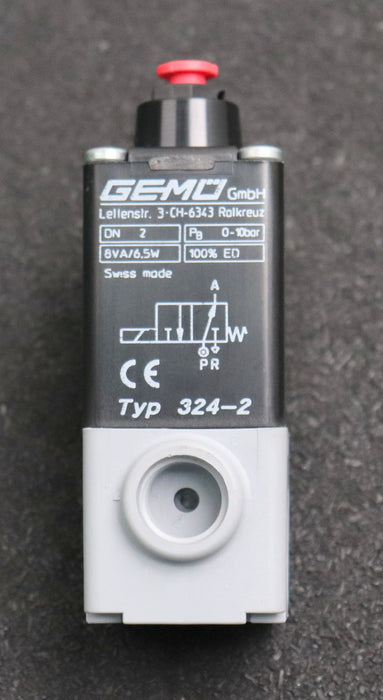 GEMÜ GmbH
Lettenstr. 3·CH-6343 Rotkreuz
DN 2 PB 0-10bar
8VA/6,5W 100% ED
Swiss made
A
P R
CE
Typ 324-2